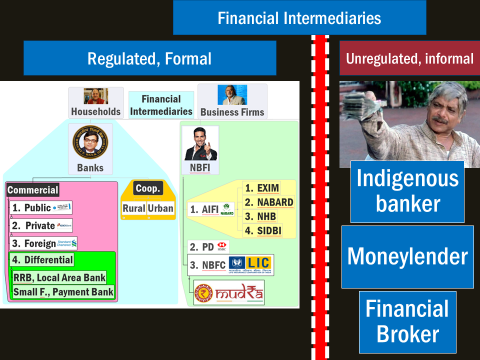 Financial Intermediaries
Regulated, Formal
Unregulated, informal
Households
Financial
Intermediaries
Business Firms
Banks
NBFI
Commercial
1. Public
2. Private
3. Foreign
4. Differential
RRB, Local Area Bank
Small F., Payment Bank
Coop.
Rural Urban
1. AIFI
NABARD
1. EXIM
2. NABARD
3. NHB
4. SIDBI
2. PD
3. NBFC
LIC
मुद्रा
Indigenous
banker
Moneylender
Financial
Broker